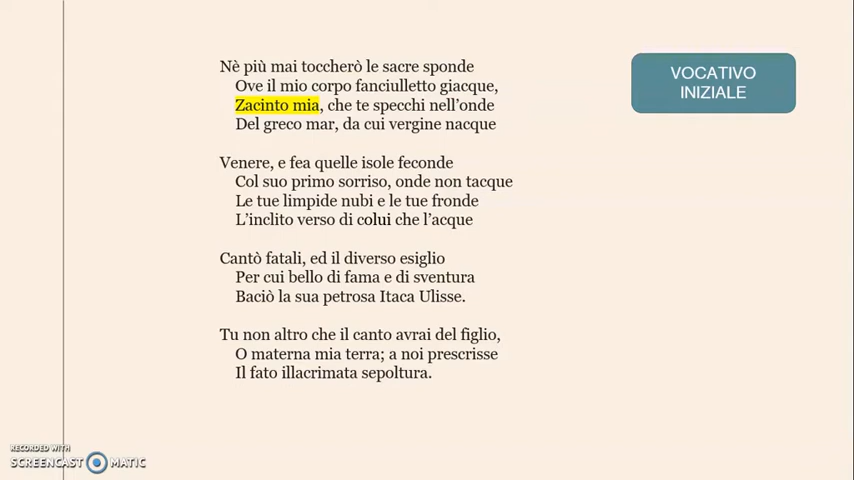 Nè più mai toccherò le sacre sponde
Ove il mio corpo fanciulletto giacque,
Zacinto mia, che te specchi nell'onde
Del greco mar, da cui vergine nacque
Venere, e fea quelle isole feconde
Col suo primo sorriso, onde non tacque
Le tue limpide nubi e le tue fronde
L'inclito verso di colui che l'acque
Cantò fatali, ed il diverso esiglio
Per cui bello di fama e di sventura
Baciò la sua petrosa Itaca Ulisse.
Tu non altro che il canto avrai del figlio,
O materna mia terra; a noi prescrisse
Il fato illacrimata sepoltura.
VOCATIVO
INIZIALE
RECORDED WITH
SCREENCAST MATIC